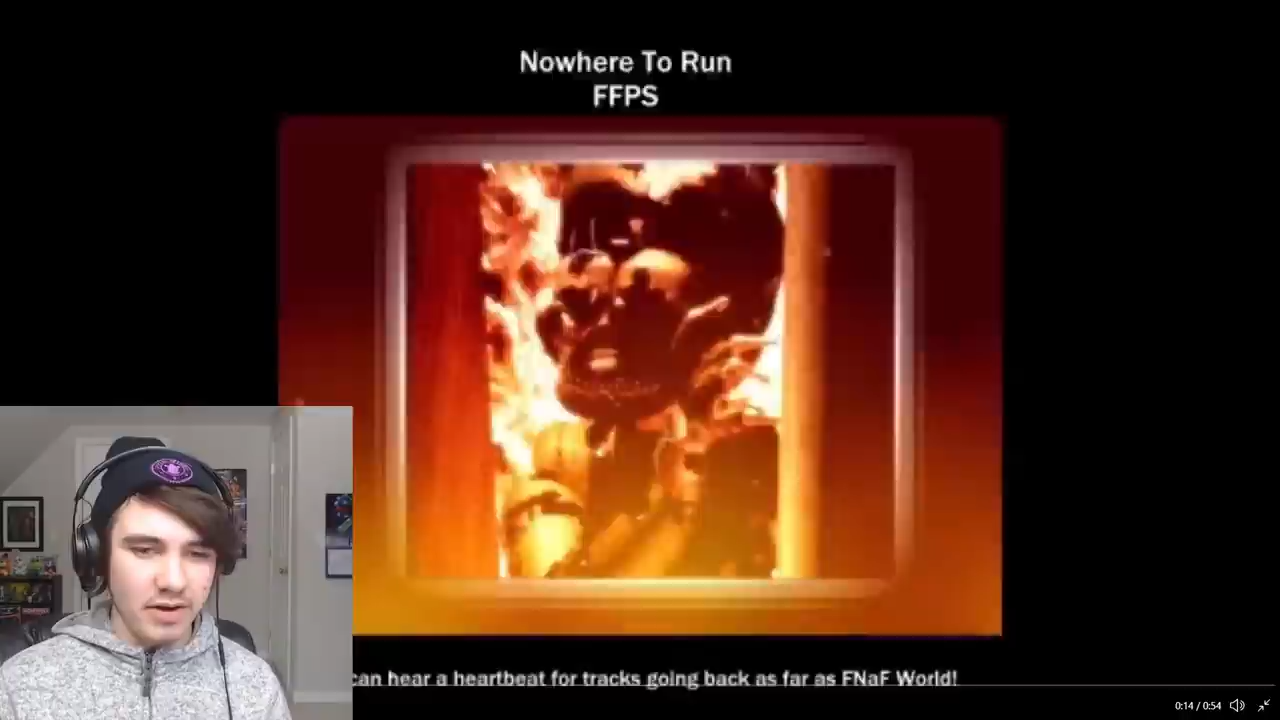 Nowhere To Run
FFPS
can hear a heartbeat for tracks going back as far as FNaF World!
0:14 / 0:54